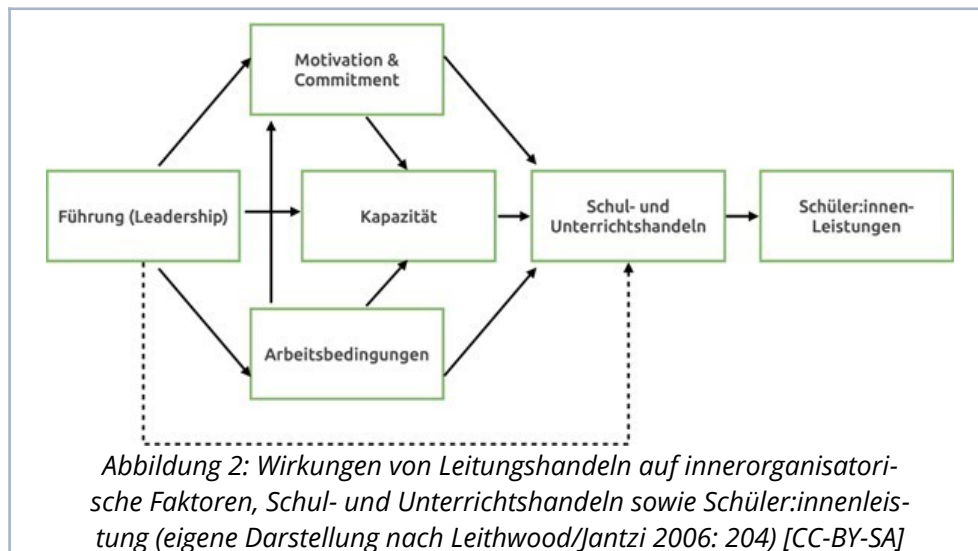 Motivation &
Commitment
Führung (Leadership)
Kapazität
Schul- und
Unterrichtshandeln
Schüler:innen-
Leistungen
Arbeitsbedingungen
Abbildung 2: Wirkungen von Leitungshandeln auf innerorganisatori-
sche Faktoren, Schul- und Unterrichtshandeln sowie Schüler:innenleis-
tung (eigene Darstellung nach Leithwood/Jantzi 2006: 204) [CC-BY-SA]